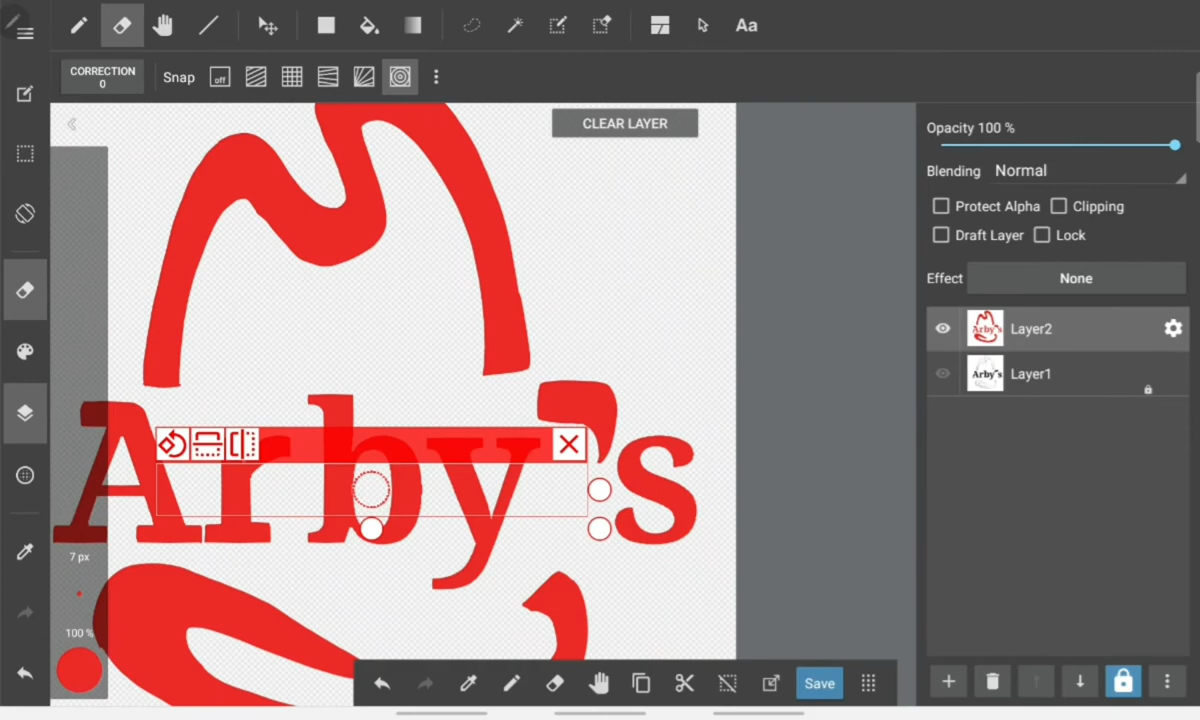 Aa
CORRECTION
0
Snap
off
CLEAR LAYER
Opacity 100 %
Blending Normal
Protect Alpha Clipping
Draft Layer Lock
Effect None
Arby's Layer2
Arby's Layer1
Arby's
7 px
100 %
Save